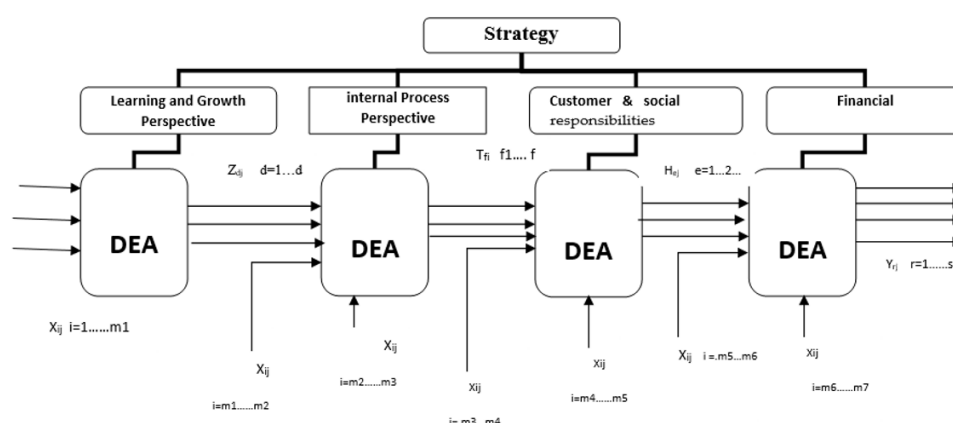 Strategy
Learning and Growth
Perspective
internal Process
Perspective
Customer & social
responsibilities
Financial
Zdj d=1...d
Tfi f1.... f
Hej e=1...2...
DEA
DEA
DEA
DEA
Yrj r=1......s
Xij i=1......m1
Xij
i=m1......m2
Xij
i=m2......m3
Xij
i= m3...m4
Xij
i=m4......m5
Xij i =.m5...m6
Xij
i=m6......m7